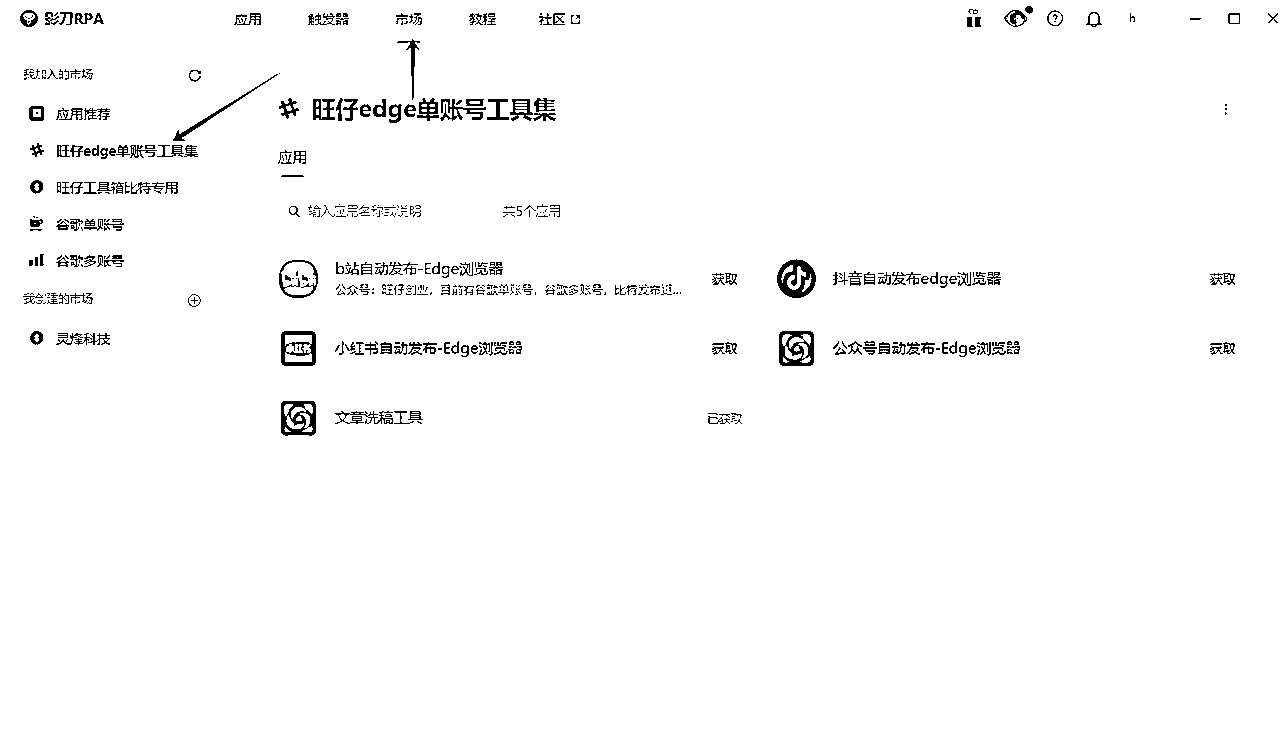 影刀RPA
应用
触发器
市场
教程
社区
h
我加入的市场
应用推荐
旺仔edge单账号工具集
旺仔工具箱比特专用
谷歌单账号
谷歌多账号
我创建的市场
灵烽科技
旺仔edge单账号工具集
应用
输入应用名称或说明
共5个应用
b站自动发布-Edge浏览器
公众号：旺仔创业，目前有谷歌单账号，谷歌多账号，比特发布逛...
获取
抖音自动发布edge浏览器
获取
小红书自动发布-Edge浏览器
获取
公众号自动发布-Edge浏览器
获取
文章洗稿工具
已获取